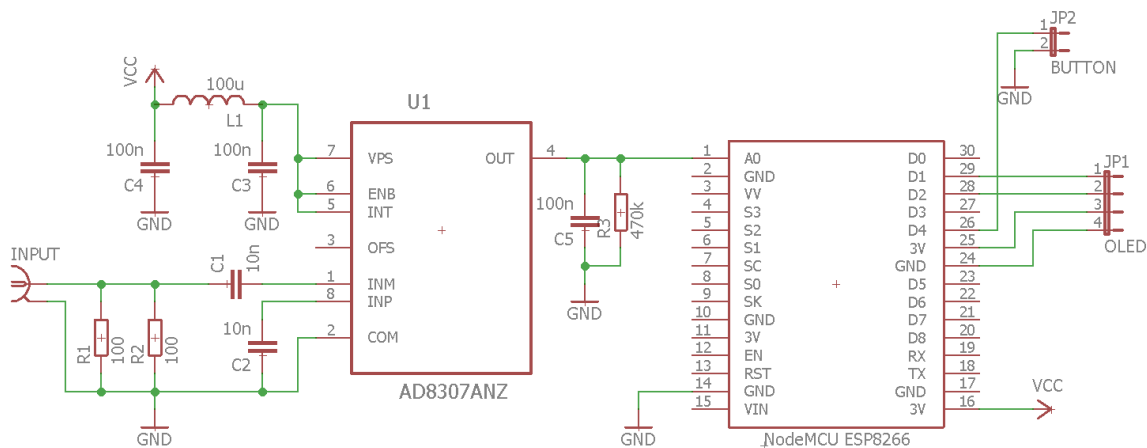 VCC
100u
L1
100n
C4
GND
100n
C3
GND
U1
7 VPS
6 ENB
5 INT
3 OFS
1 INM
8 INP
2 COM
OUT 4
AD8307ANZ
INPUT
R1
100
R2
100
C1
10n
10n
C2
GND
100n
C5
R3
470k
GND
1 A0
2 GND
3 VV
4 S3
5 S2
6 S1
7 SC
8 S0
9 SK
10 GND
11 3V
12 EN
13 RST
14 GND
15 VIN
D0 30
D1 29
D2 28
D3 27
D4 26
3V 25
GND 24
D5 23
D6 22
D7 21
D8 20
RX 19
TX 18
GND 17
3V 16
NodeMCU ESP8266
GND
VCC
JP2
1
2
BUTTON
GND
JP1
1
2
3
4
OLED